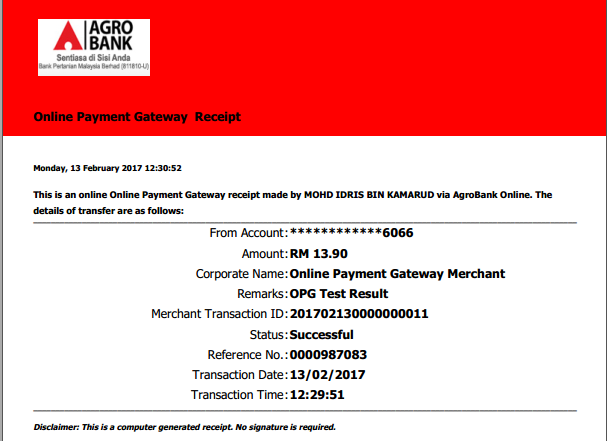 AGRO
BANK
Sentiasa di Sisi Anda
Bank Pertanian Malaysia Berhad (811810-U)
Online Payment Gateway Receipt
Monday, 13 February 2017 12:30:52
This is an online Online Payment Gateway receipt made by MOHD IDRIS BIN KAMARUD via AgroBank Online. The
details of transfer are as follows:
From Account: ************6066
Amount: RM 13.90
Corporate Name: Online Payment Gateway Merchant
Remarks: OPG Test Result
Merchant Transaction ID: 201702130000000011
Status: Successful
Reference No.: 0000987083
Transaction Date: 13/02/2017
Transaction Time: 12:29:51
Disclaimer: This is a computer generated receipt. No signature is required.